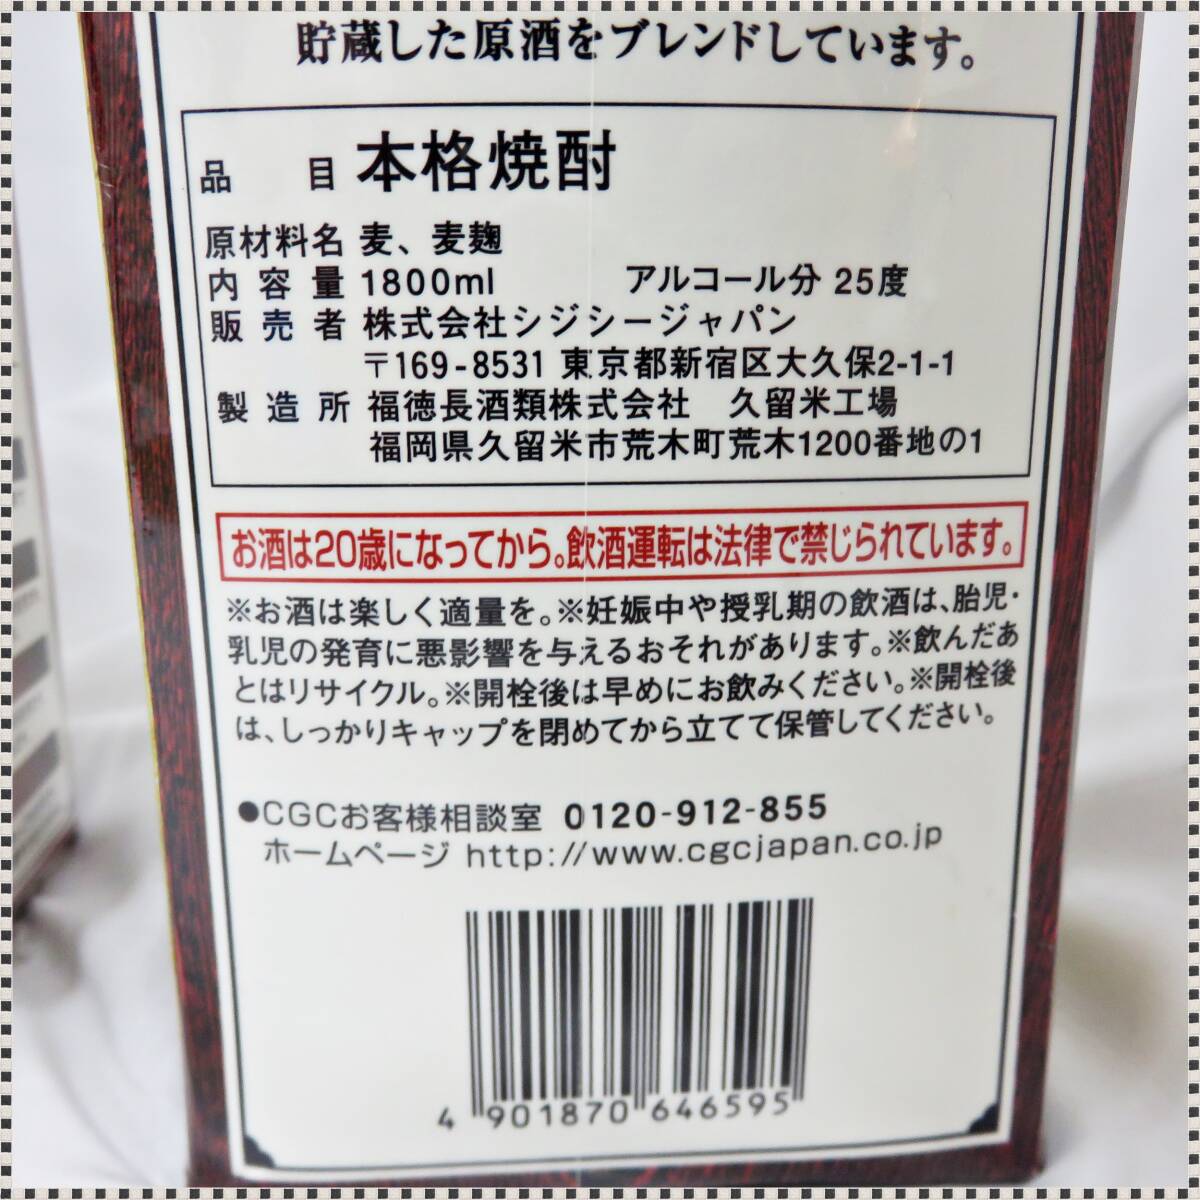 貯蔵した原酒をブレンドしています。
品目 本格焼酎
原材料名 麦、麦麹
内容量 1800ml アルコール分 25度
販売者 株式会社シジシージャパン
〒169-8531 東京都新宿区大久保2-1-1
製造所 福徳長酒類株式会社 久留米工場
福岡県久留米市荒木町荒木1200番地の1
お酒は20歳になってから。飲酒運転は法律で禁じられています。
※お酒は楽しく適量を。※妊娠中や授乳期の飲酒は、胎児・
乳児の発育に悪影響を与えるおそれがあります。※飲んだあ
とはリサイクル。※開栓後は早めにお飲みください。※開栓後
は、しっかりキャップを閉めてから立てて保管してください。
●CGCお客様相談室 0120-912-855
ホームページ http://www.cgcjapan.co.jp
4 901870 646595